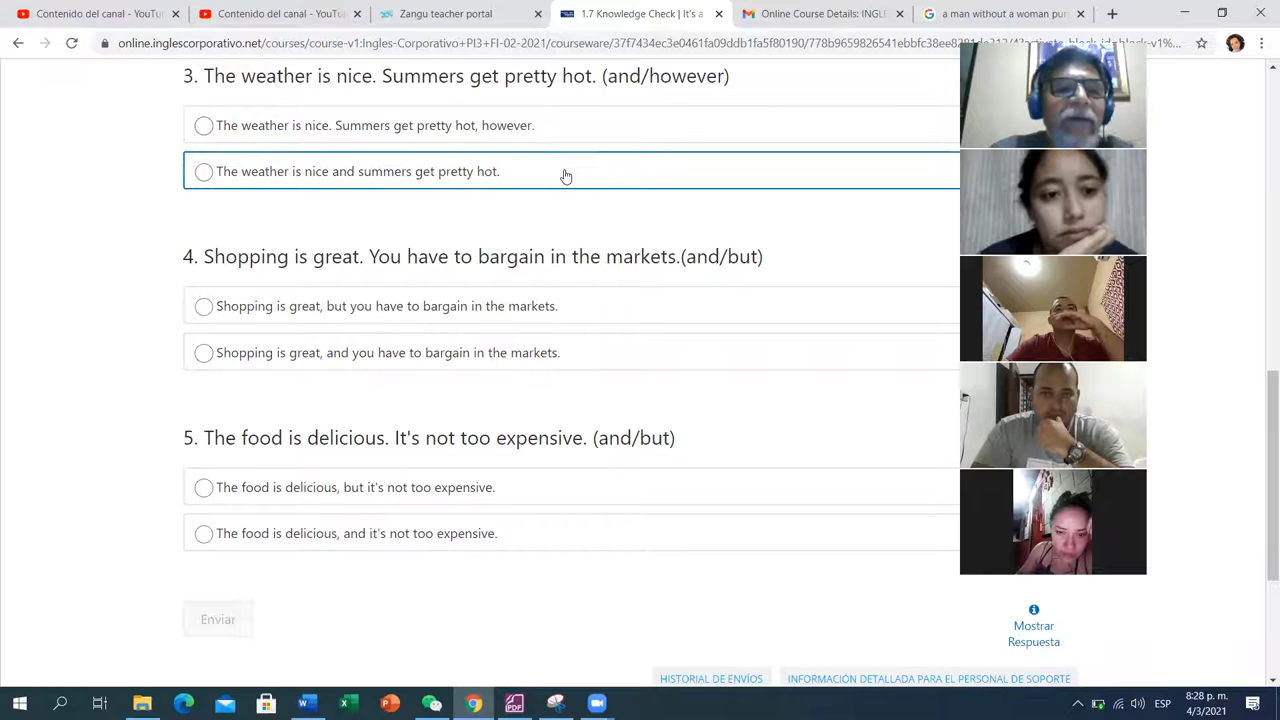 Contenido del curso - YouT
Contenido del curso - YouT
Zangu teacher portal
1.7 Knowledge Check | It's a
Online Course Details: INGLE
a man without a woman pun
3. The weather is nice. Summers get pretty hot. (and/however)
The weather is nice. Summers get pretty hot, however.
The weather is nice and summers get pretty hot.
4. Shopping is great. You have to bargain in the markets.(and/but)
Shopping is great, but you have to bargain in the markets.
Shopping is great, and you have to bargain in the markets.
5. The food is delicious. It's not too expensive. (and/but)
The food is delicious, but it's not too expensive.
The food is delicious, and it's not too expensive.
Enviar
Mostrar
Respuesta
HISTORIAL DE ENVÍOS
INFORMACIÓN DETALLADA PARA EL PERSONAL DE SOPORTE
ESP
8:28 p. m.
4/3/2021